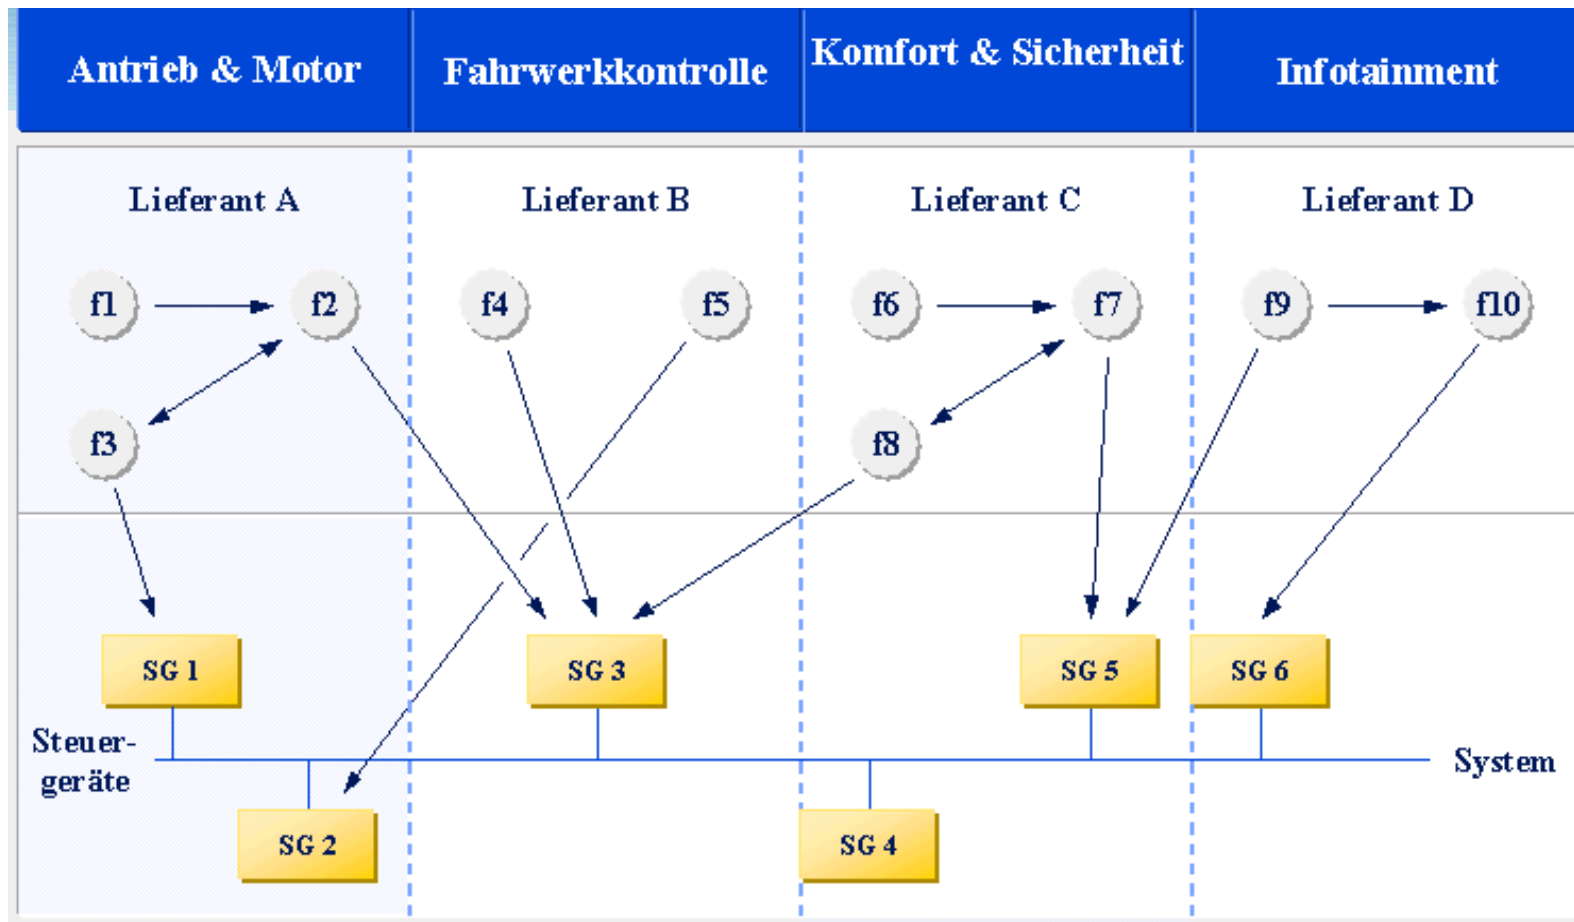 Antrieb & Motor
Fahrwerkkontrolle
Komfort & Sicherheit
Infotainment
Lieferant A
Lieferant B
Lieferant C
Lieferant D
f1
f2
f4
f5
f6
f7
f9
f10
f3
f8
SG 1
SG 3
SG 5
SG 6
Steuer-
geräte
System
SG 2
SG 4